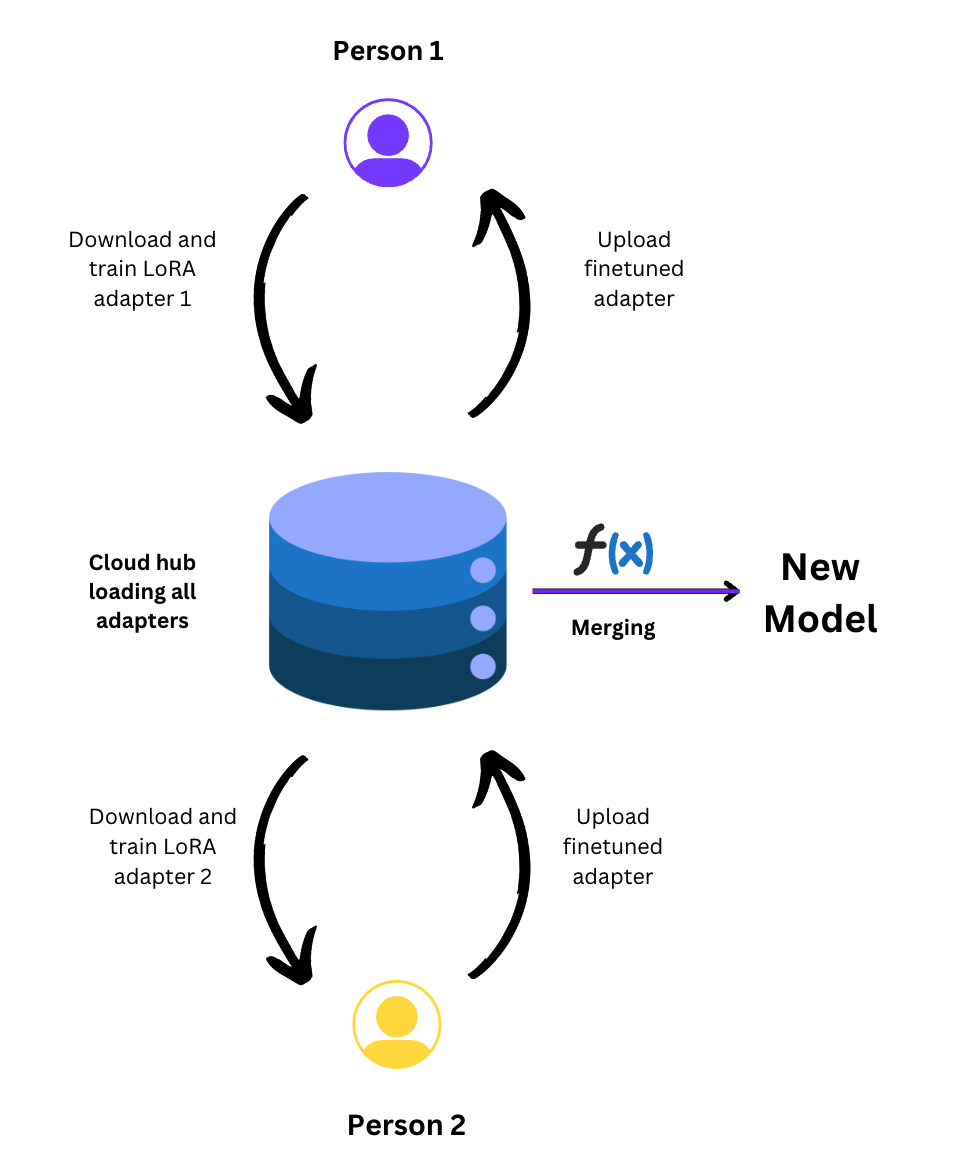 Person 1
Download and
train LoRA
adapter 1
Upload
finetuned
adapter
Cloud hub
loading all
adapters
f(x)
Merging
New
Model
Download and
train LoRA
adapter 2
Upload
finetuned
adapter
Person 2